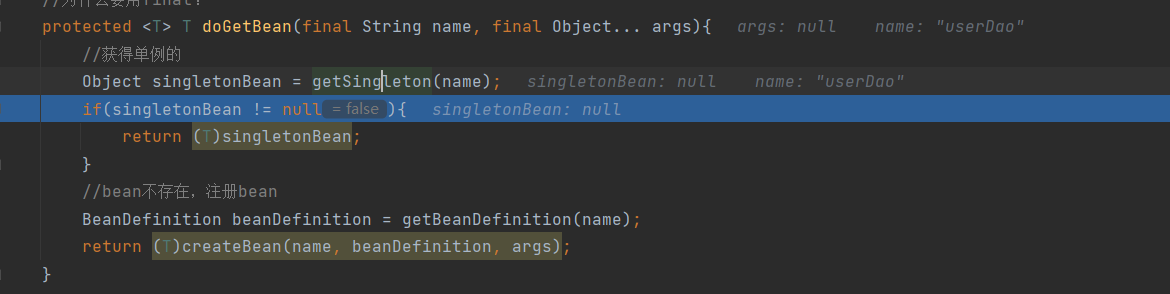 //为什么要用final？
protected <T> T doGetBean(final String name, final Object... args){ args: null name: "userDao"
//获得单例的
Object singletonBean = getSingleton(name); singletonBean: null name: "userDao"
if(singletonBean != null = false ){ singletonBean: null
return (T)singletonBean;
}
//bean不存在，注册bean
BeanDefinition beanDefinition = getBeanDefinition(name);
return (T)createBean(name, beanDefinition, args);
}